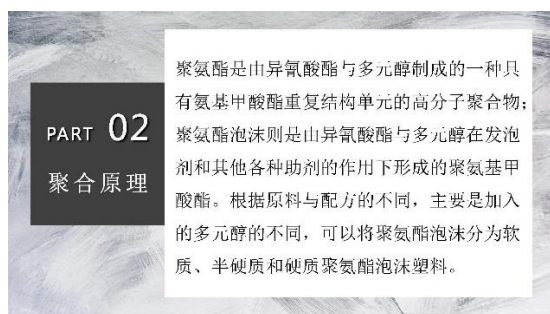 PART 02
聚合原理
聚氨酯是由异氰酸酯与多元醇制成的一种具
有氨基甲酸酯重复结构单元的高分子聚合物；
聚氨酯泡沫则是由异氰酸酯与多元醇在发泡
剂和其他各种助剂的作用下形成的聚氨基甲
酸酯。根据原料与配方的不同，主要是加入
的多元醇的不同，可以将聚氨酯泡沫分为软
质、半硬质和硬质聚氨酯泡沫塑料。